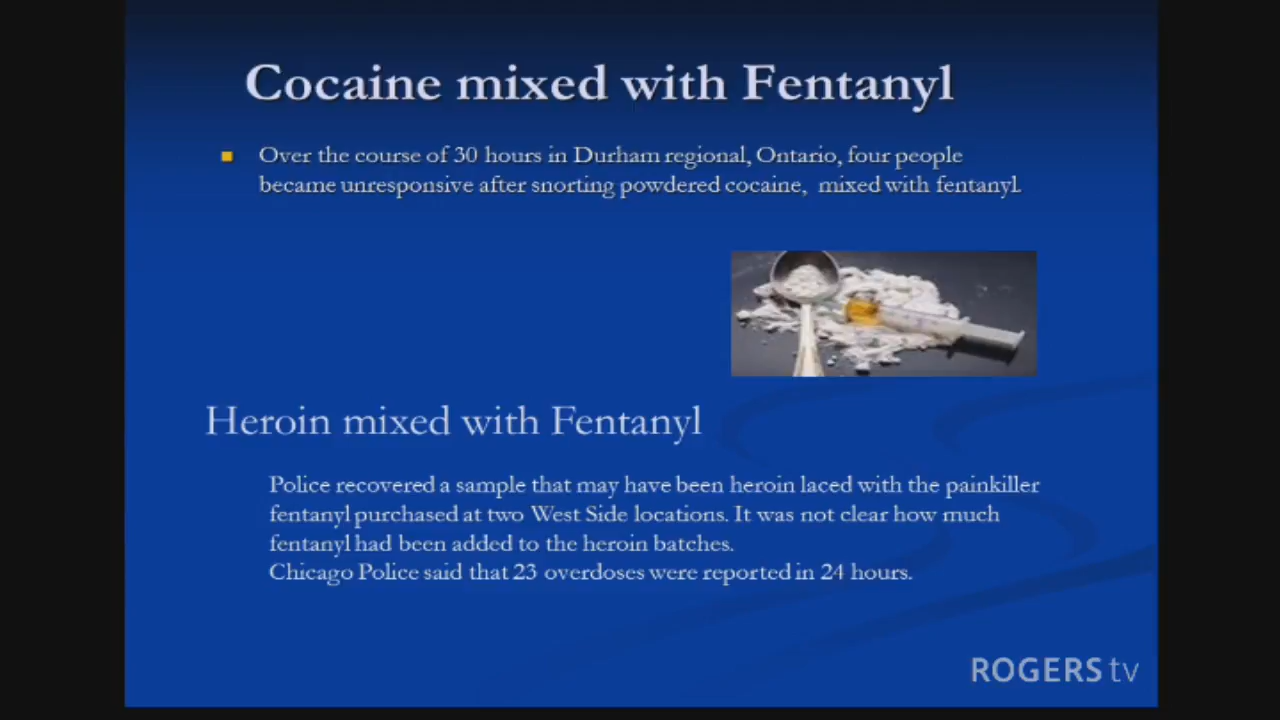 Cocaine mixed with Fentanyl
Over the course of 30 hours in Durham regional, Ontario, four people
became unresponsive after snorting powdered cocaine, mixed with fentanyl.
Heroin mixed with Fentanyl
Police recovered a sample that may have been heroin laced with the painkiller
fentanyl purchased at two West Side locations. It was not clear how much
fentanyl had been added to the heroin batches.
Chicago Police said that 23 overdoses were reported in 24 hours.
ROGERS tv